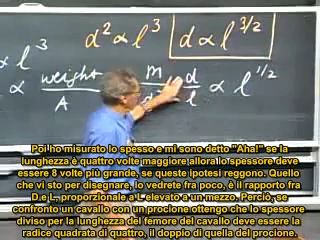 l³
d² ∝ l³
d ∝ l^{3/2}
∝ weight / A
m
d
l
∝ l^{1/2}
Poi ho misurato lo spesso e mi sono detto "Aha!" se la
lunghezza è quattro volte maggiore allora lo spessore deve
essere 8 volte più grande, se queste ipotesi reggono. Quello
che vi sto per disegnare, lo vedrete fra poco, è il rapporto fra
D e L, proporzionale a L elevato a un mezzo. Perciò, se
confronto un cavallo con un procione ottengo che lo spessore
diviso per la lunghezza del femore del cavallo deve essere la
radice quadrata di quattro, il doppio di quella del procione.